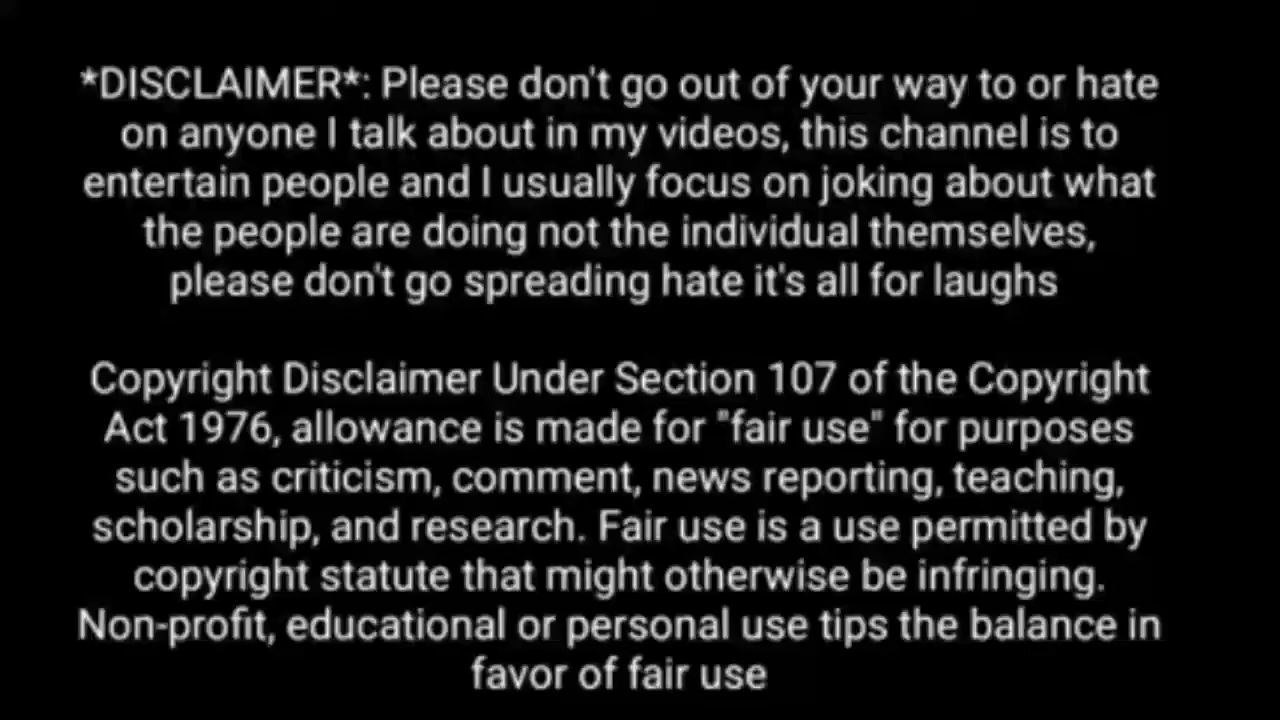 *DISCLAIMER*: Please don't go out of your way to or hate
on anyone I talk about in my videos, this channel is to
entertain people and I usually focus on joking about what
the people are doing not the individual themselves,
please don't go spreading hate it's all for laughs
Copyright Disclaimer Under Section 107 of the Copyright
Act 1976, allowance is made for "fair use" for purposes
such as criticism, comment, news reporting, teaching,
scholarship, and research. Fair use is a use permitted by
copyright statute that might otherwise be infringing.
Non-profit, educational or personal use tips the balance in
favor of fair use